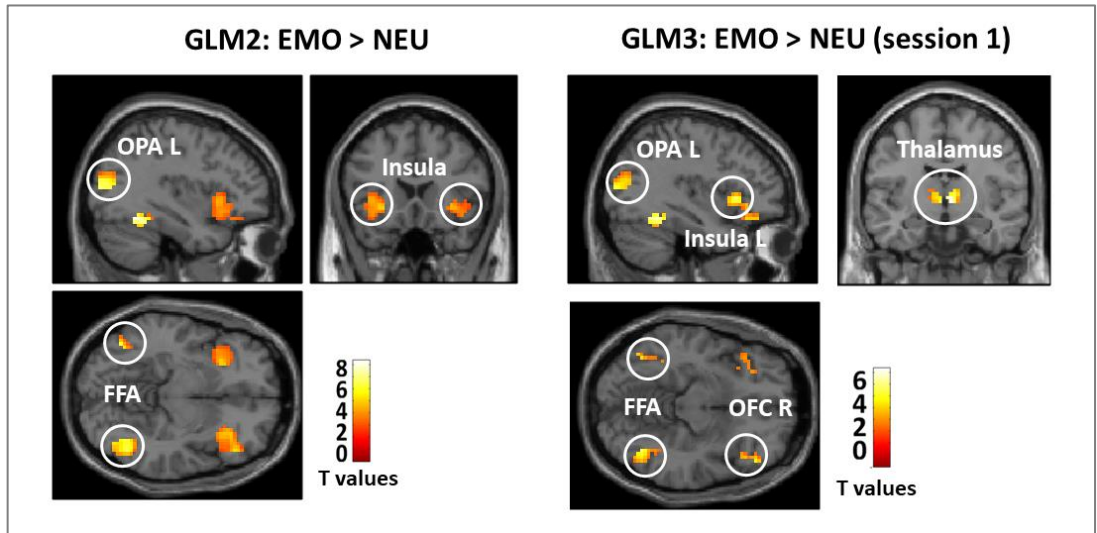 GLM2: EMO > NEU
OPA L
Insula
FFA
8
6
4
2
0
T values
GLM3: EMO > NEU (session 1)
OPA L
Insula L
Thalamus
FFA
OFC R
6
4
2
0
T values